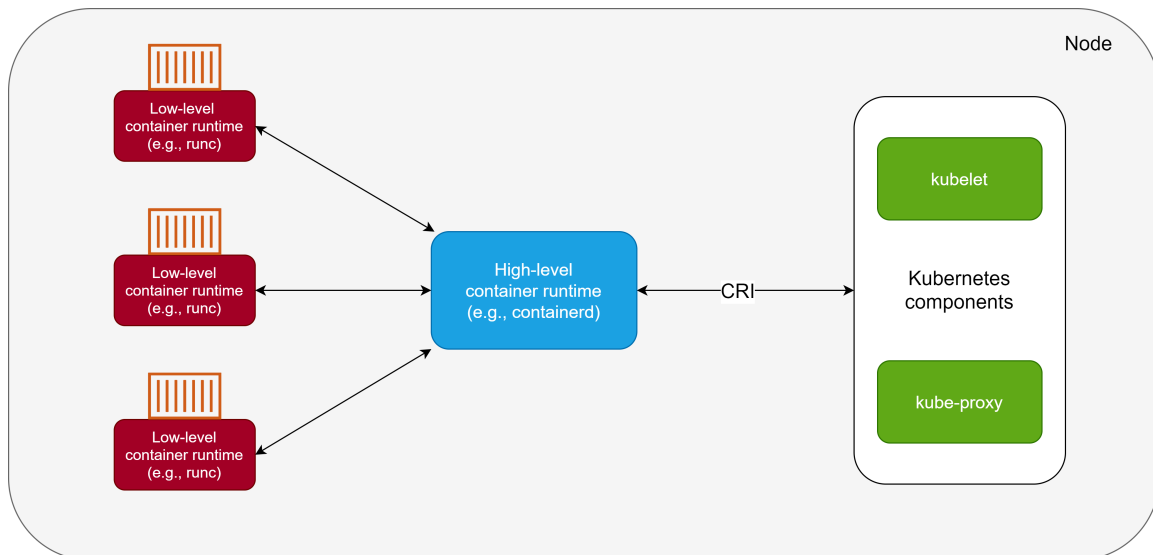 Node
Low-level
container runtime
(e.g., runc)
Low-level
container runtime
(e.g., runc)
Low-level
container runtime
(e.g., runc)
High-level
container runtime
(e.g., containerd)
CRI
kubelet
Kubernetes
components
kube-proxy